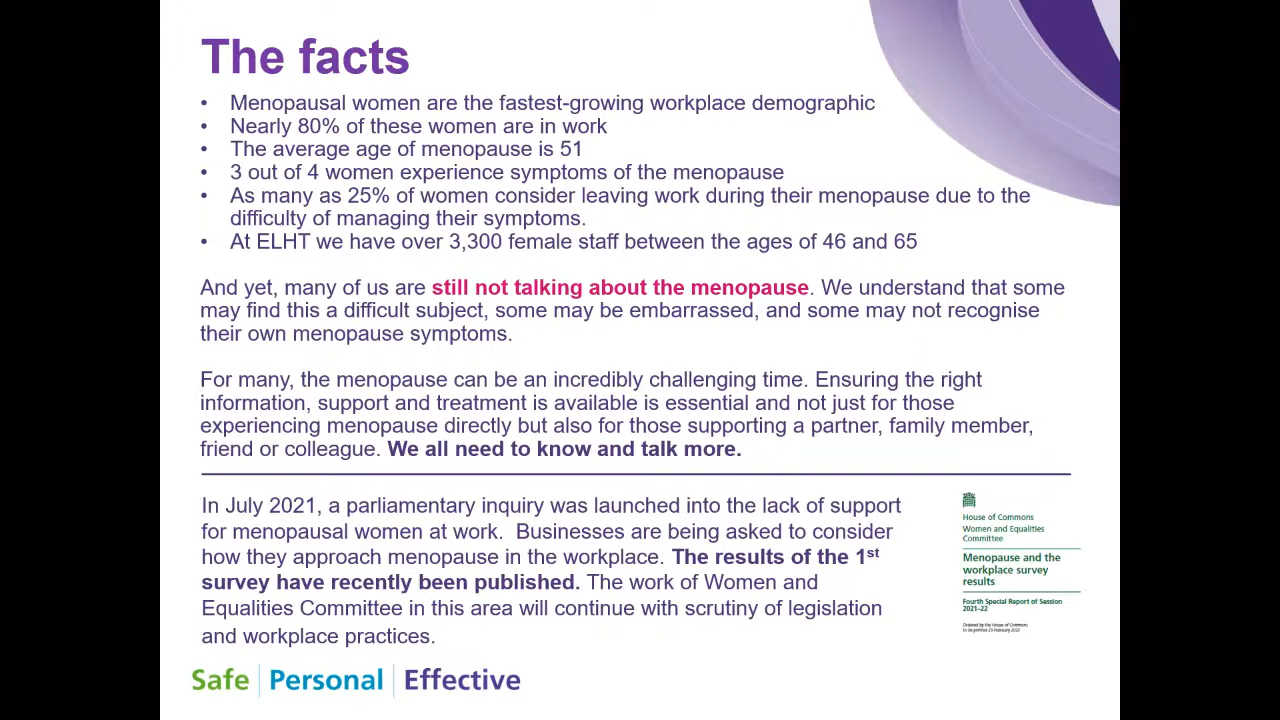 The facts
• Menopausal women are the fastest-growing workplace demographic
• Nearly 80% of these women are in work
• The average age of menopause is 51
• 3 out of 4 women experience symptoms of the menopause
• As many as 25% of women consider leaving work during their menopause due to the
difficulty of managing their symptoms.
• At ELHT we have over 3,300 female staff between the ages of 46 and 65
And yet, many of us are still not talking about the menopause. We understand that some
may find this a difficult subject, some may be embarrassed, and some may not recognise
their own menopause symptoms.
For many, the menopause can be an incredibly challenging time. Ensuring the right
information, support and treatment is available is essential and not just for those
experiencing menopause directly but also for those supporting a partner, family member,
friend or colleague. We all need to know and talk more.
In July 2021, a parliamentary inquiry was launched into the lack of support
for menopausal women at work.  Businesses are being asked to consider
how they approach menopause in the workplace. The results of the 1st
survey have recently been published. The work of Women and
Equalities Committee in this area will continue with scrutiny of legislation
and workplace practices.
House of Commons
Women and Equalities
Committee
Menopause and the
workplace survey
results
Fourth Special Report of Session
2021–22
Ordered by the House of Commons
to be printed 23 February 2022
Safe | Personal | Effective